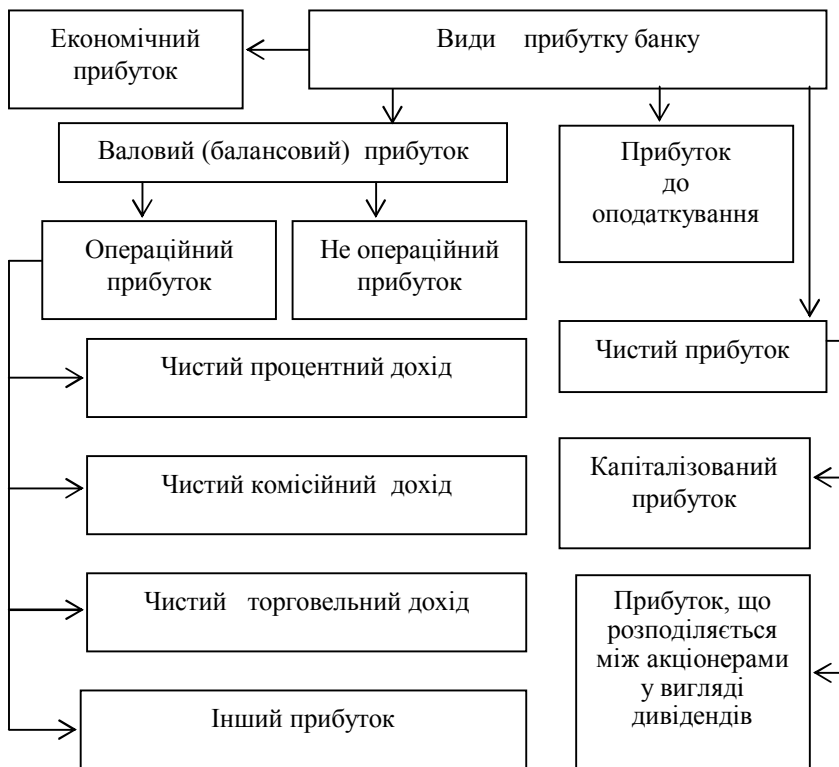 Економічний
прибуток
Види прибутку банку
Валовий (балансовий) прибуток
Прибуток
до
оподаткування
Операційний
прибуток
Не операційний
прибуток
Чистий прибуток
Чистий процентний дохід
Чистий комісійний дохід
Капіталізований
прибуток
Чистий торговельний дохід
Прибуток, що
розподіляється
між акціонерами
у вигляді
дивідендів
Інший прибуток